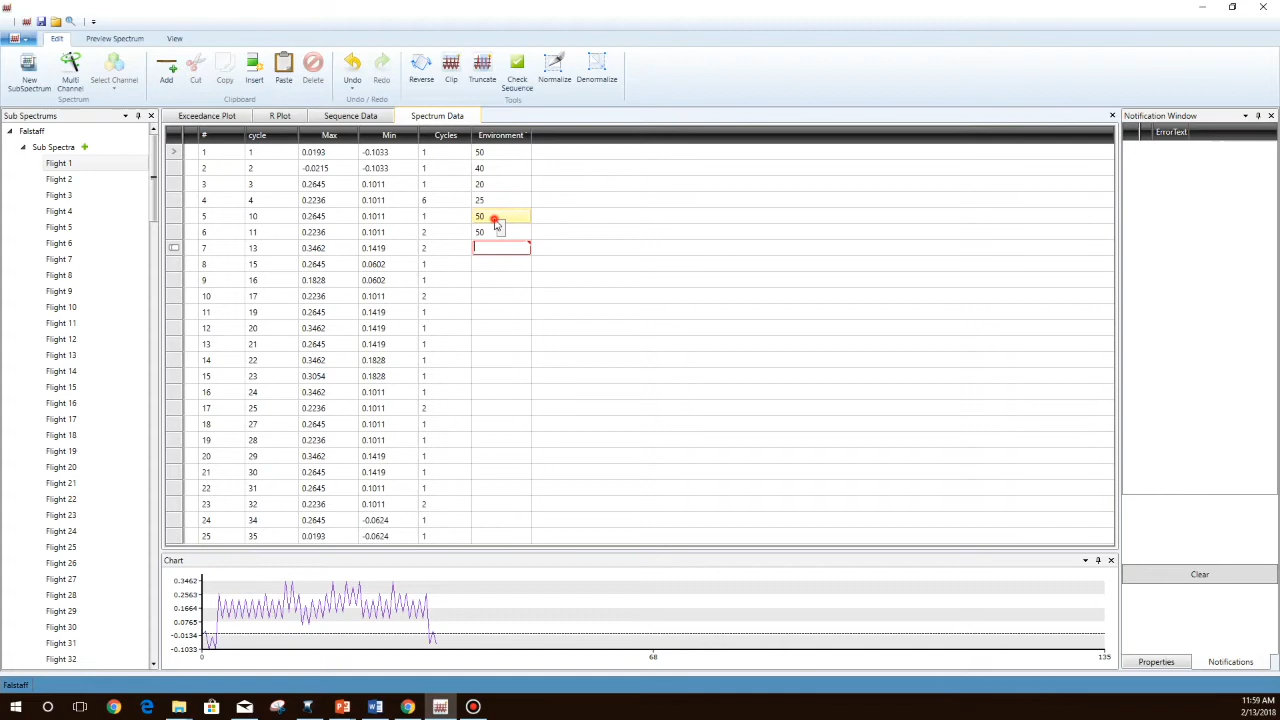 Edit Preview Spectrum View
New SubSpectrum
Multi Channel
Select Channel
Spectrum
Add
Cut
Copy
Insert
Paste
Delete
Clipboard
Undo
Redo
Undo / Redo
Reverse
Clip
Truncate
Check Sequence
Normalize
Denormalize
Tools
Sub Spectrums
Falstaff
Sub Spectra
Flight 1
Flight 2
Flight 3
Flight 4
Flight 5
Flight 6
Flight 7
Flight 8
Flight 9
Flight 10
Flight 11
Flight 12
Flight 13
Flight 14
Flight 15
Flight 16
Flight 17
Flight 18
Flight 19
Flight 20
Flight 21
Flight 22
Flight 23
Flight 24
Flight 25
Flight 26
Flight 27
Flight 28
Flight 29
Flight 30
Flight 31
Flight 32
Exceedance Plot R Plot Sequence Data Spectrum Data
# cycle Max Min Cycles Environment
1 1 0.0193 -0.1033 1 50
2 2 -0.0215 -0.1033 1 40
3 3 0.2645 0.1011 1 20
4 4 0.2236 0.1011 6 25
5 10 0.2645 0.1011 1 50
6 11 0.2236 0.1011 2 50
7 13 0.3462 0.1419 2
8 15 0.2645 0.0602 1
9 16 0.1828 0.0602 1
10 17 0.2236 0.1011 2
11 19 0.2645 0.1419 1
12 20 0.3462 0.1419 1
13 21 0.2645 0.1419 1
14 22 0.3462 0.1828 1
15 23 0.3054 0.1828 1
16 24 0.3462 0.1011 1
17 25 0.2236 0.1011 2
18 27 0.2645 0.1011 1
19 28 0.2236 0.1011 1
20 29 0.3462 0.1419 1
21 30 0.2645 0.1419 1
22 31 0.2645 0.1011 1
23 32 0.2236 0.1011 2
24 34 0.2645 -0.0624 1
25 35 0.0193 -0.0624 1
Chart
0.3462
0.2563
0.1664
0.0765
-0.0134
-0.1033
0 68 135
Notification Window
ErrorText
Clear
Properties Notifications
Falstaff
11:59 AM
2/13/2018